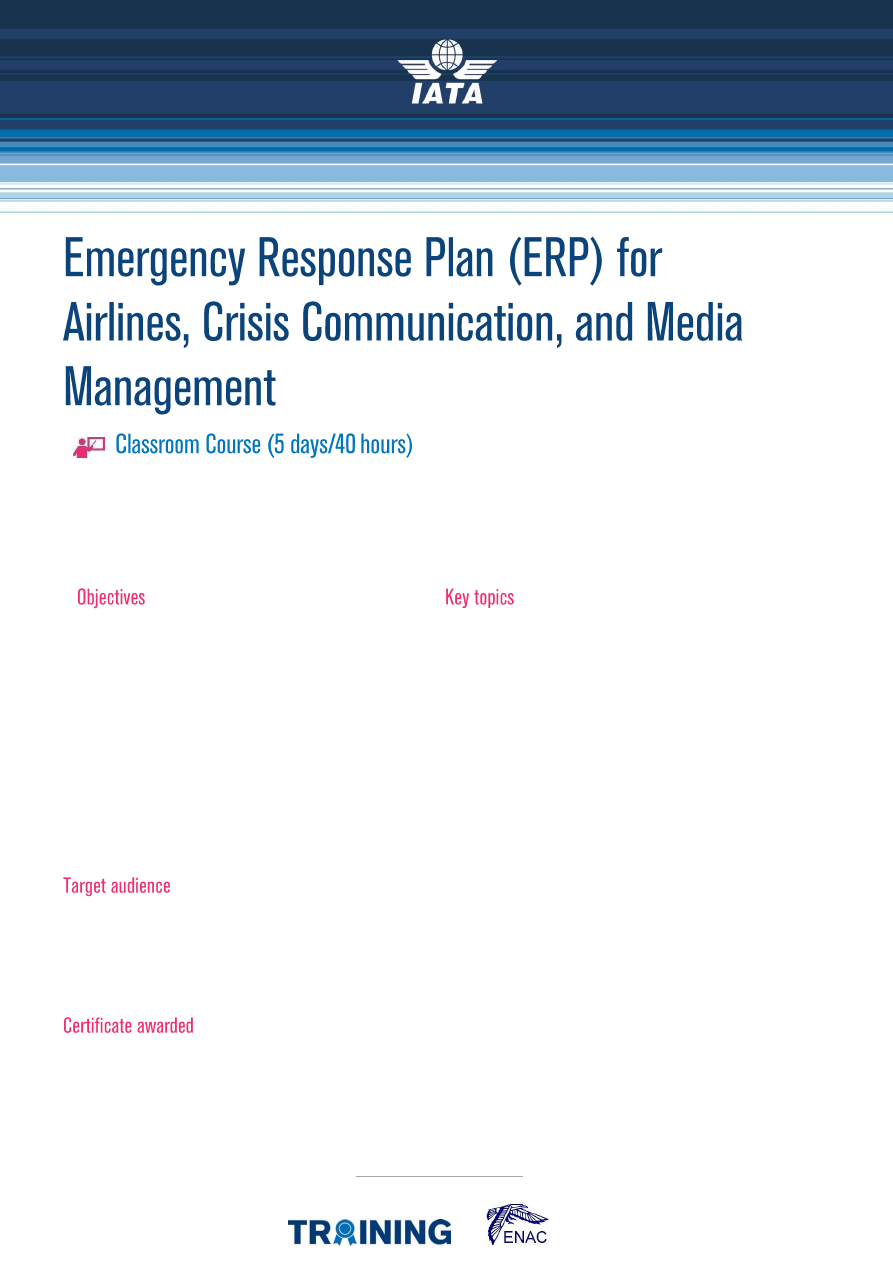 IATA
Emergency Response Plan (ERP) for
Airlines, Crisis Communication, and Media
Management
Classroom Course (5 days/40 hours)
Objectives
Key topics
Target audience
Certificate awarded
TRAINING
ENAC